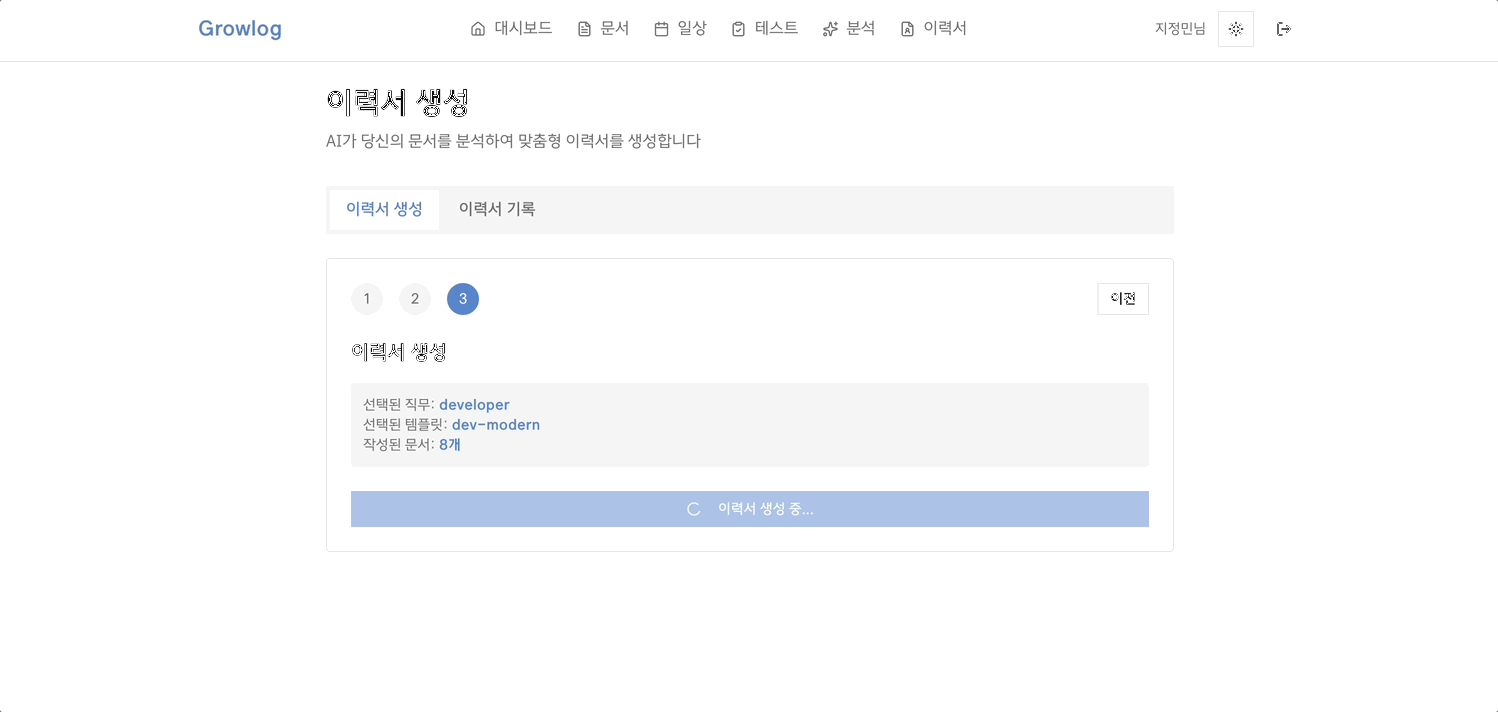 Growlog
대시보드 문서 일상 테스트 분석 이력서
지정민님
이력서 생성
AI가 당신의 문서를 분석하여 맞춤형 이력서를 생성합니다
이력서 생성 이력서 기록
1 2 3
이전
이력서 생성
선택된 직무: developer
선택된 템플릿: dev-modern
작성된 문서: 8개
이력서 생성 중...